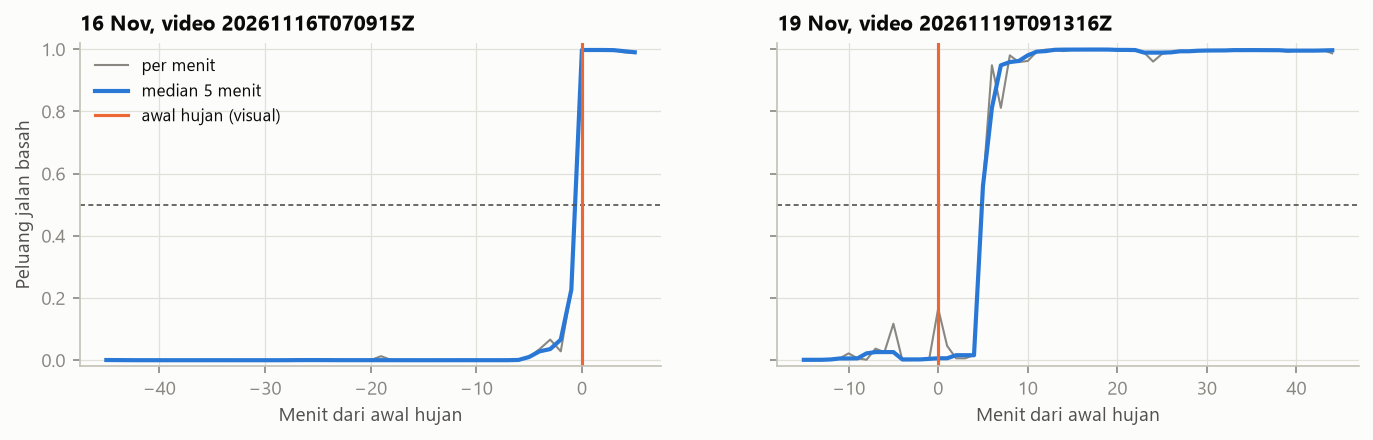 16 Nov, video 20261116T070915Z
1.0
0.8
0.6
0.4
0.2
0.0
Peluang jalan basah
per menit
median 5 menit
awal hujan (visual)
−40
−30
−20
−10
0
Menit dari awal hujan
19 Nov, video 20261119T091316Z
−10
0
10
20
30
40
Menit dari awal hujan